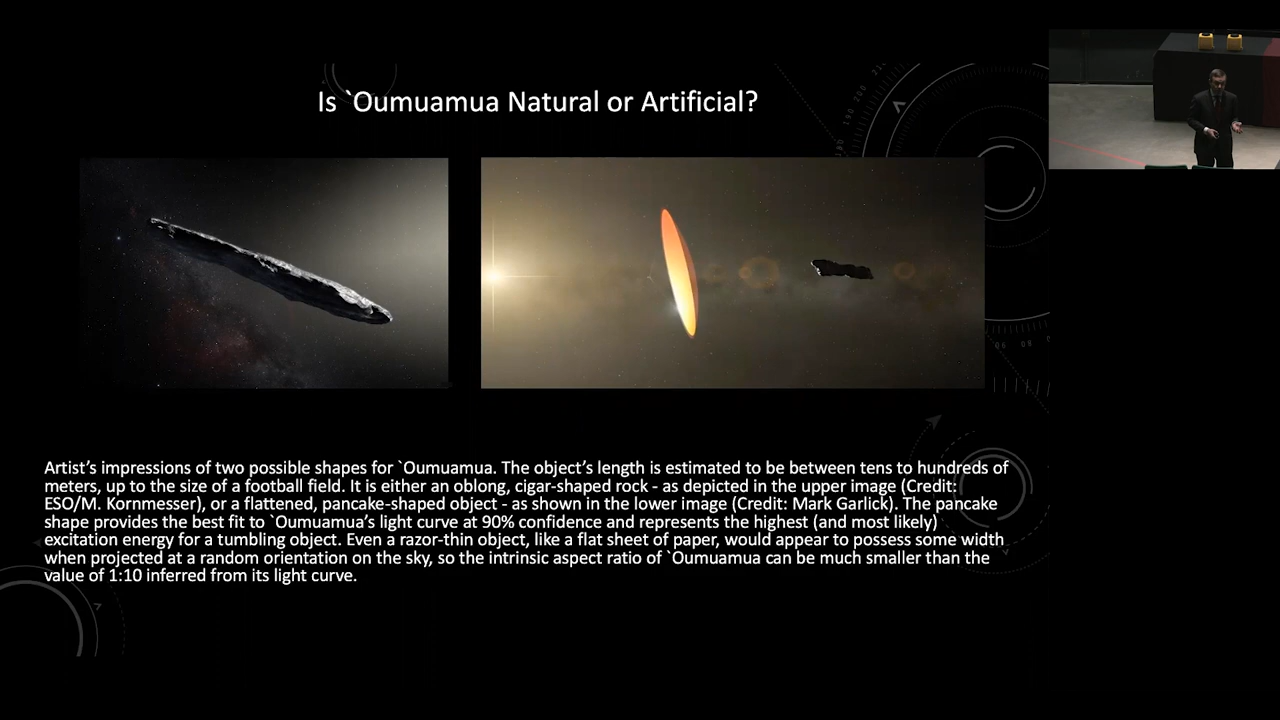 Is `Oumuamua Natural or Artificial?
Artist’s impressions of two possible shapes for `Oumuamua. The object’s length is estimated to be between tens to hundreds of
meters, up to the size of a football field. It is either an oblong, cigar-shaped rock - as depicted in the upper image (Credit:
ESO/M. Kornmesser), or a flattened, pancake-shaped object - as shown in the lower image (Credit: Mark Garlick). The pancake
shape provides the best fit to `Oumuamua’s light curve at 90% confidence and represents the highest (and most likely)
excitation energy for a tumbling object. Even a razor-thin object, like a flat sheet of paper, would appear to possess some width
when projected at a random orientation on the sky, so the intrinsic aspect ratio of `Oumuamua can be much smaller than the
value of 1:10 inferred from its light curve.